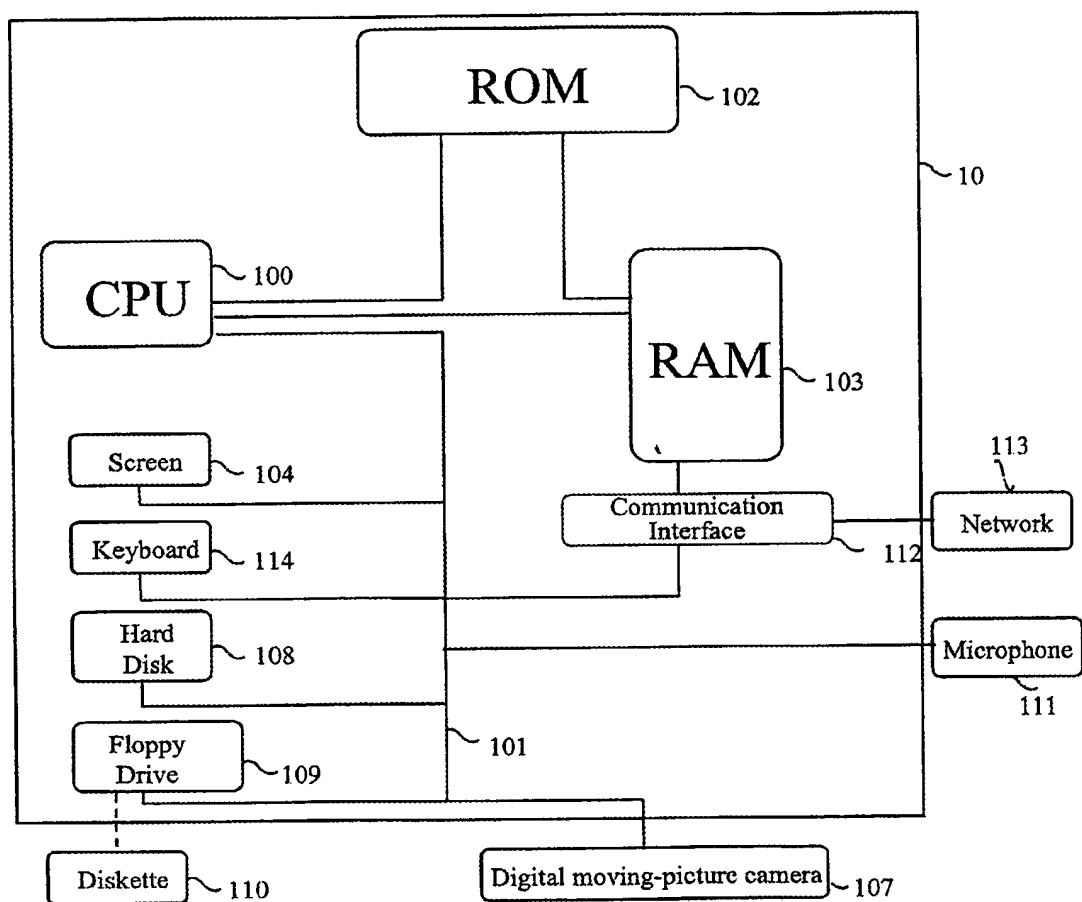 ROM
102
10
CPU
100
RAM
103
Screen
104
113
Communication
Interface
112
Network
Keyboard
114
Hard
Disk
108
Microphone
111
101
Floppy
Drive
109
Diskette
110
Digital moving-picture camera
107